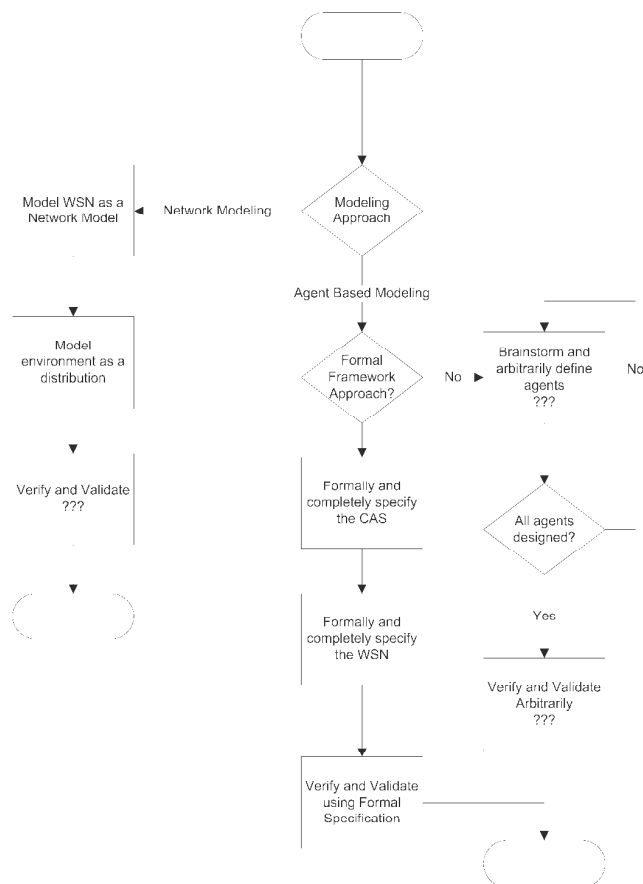 Modeling
Approach
Network Modeling
Model WSN as a
Network Model
Agent Based Modeling
Model
environment as a
distribution
Formal
Framework
Approach?
No
Brainstorm and
arbitrarily define
agents
???
No
Verify and Validate
???
Formally and
completely specify
the CAS
All agents
designed?
Formally and
completely specify
the WSN
Yes
Verify and Validate
Arbitrarily
???
Verify and Validate
using Formal
Specification